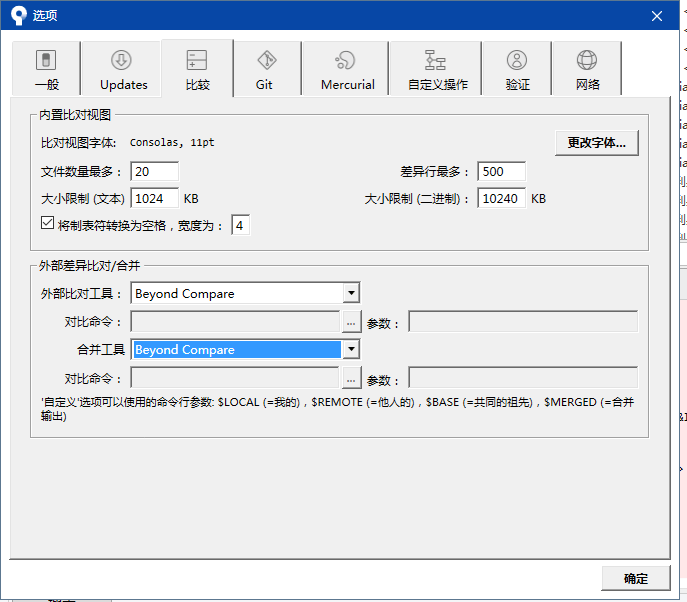 选项
一般
Updates
比较
Git
Mercurial
自定义操作
验证
网络
内置比对视图
比对视图字体: Consolas, 11pt
更改字体...
文件数量最多： 20
差异行最多： 500
大小限制 (文本) 1024 KB
大小限制 (二进制)： 10240 KB
将制表符转换为空格，宽度为： 4
外部差异比对/合并
外部比对工具： Beyond Compare
对比命令： ... 参数：
合并工具 Beyond Compare
对比命令： ... 参数：
'自定义'选项可以使用的命令行参数: $LOCAL (=我的)，$REMOTE (=他人的)，$BASE (=共同的祖先)，$MERGED (=合并
输出)
确定